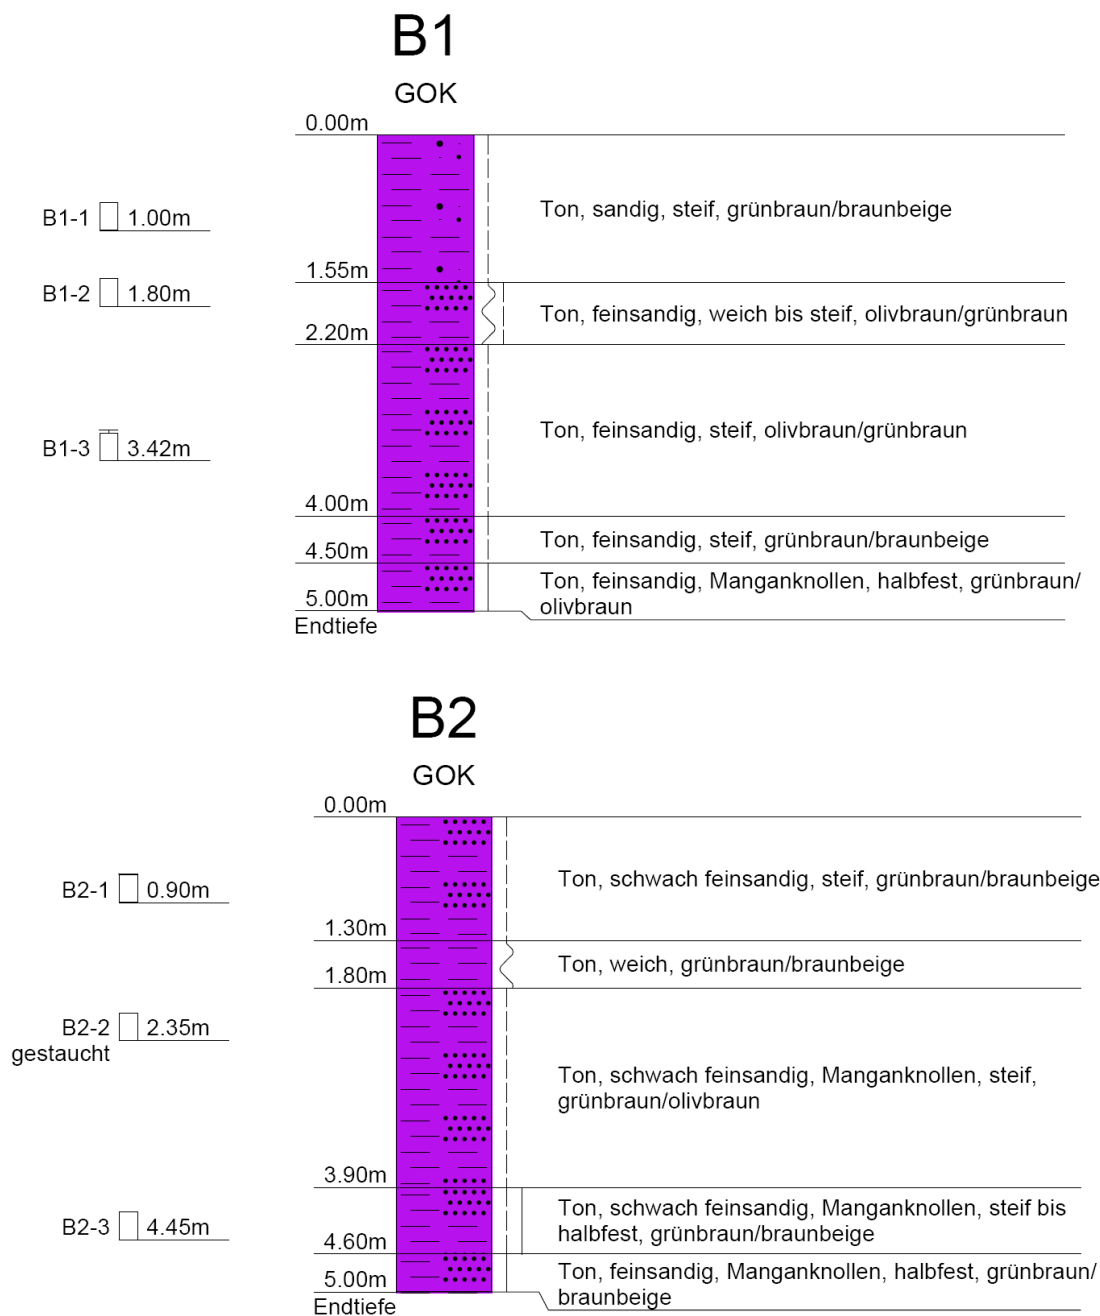 B1
GOK
0.00m
B1-1 1.00m
Ton, sandig, steif, grünbraun/braunbeige
1.55m
B1-2 1.80m
Ton, feinsandig, weich bis steif, olivbraun/grünbraun
2.20m
B1-3 3.42m
Ton, feinsandig, steif, olivbraun/grünbraun
4.00m
Ton, feinsandig, steif, grünbraun/braunbeige
4.50m
Ton, feinsandig, Manganknollen, halbfest, grünbraun/
olivbraun
5.00m
Endtiefe
B2
GOK
0.00m
B2-1 0.90m
Ton, schwach feinsandig, steif, grünbraun/braunbeige
1.30m
Ton, weich, grünbraun/braunbeige
1.80m
B2-2 2.35m
gestaucht
Ton, schwach feinsandig, Manganknollen, steif,
grünbraun/olivbraun
3.90m
B2-3 4.45m
Ton, schwach feinsandig, Manganknollen, steif bis
halbfest, grünbraun/braunbeige
4.60m
Ton, feinsandig, Manganknollen, halbfest, grünbraun/
braunbeige
5.00m
Endtiefe